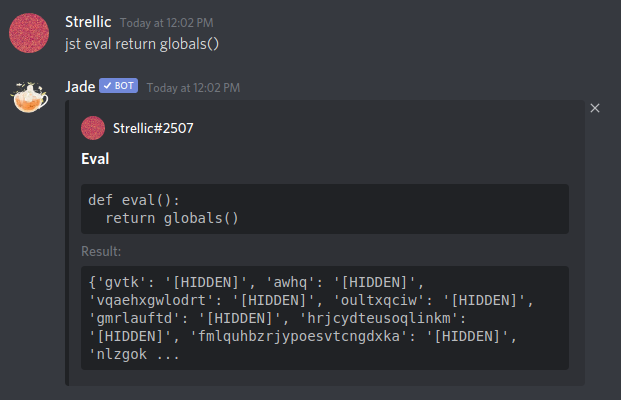 Strellic Today at 12:02 PM
jst eval return globals()
Jade ✓ BOT Today at 12:02 PM
Strellic#2507
Eval
def eval():
  return globals()
Result:
{'gvtk': '[HIDDEN]', 'awhq': '[HIDDEN]',
'vqaehxgwlodrt': '[HIDDEN]', 'oultxqciw': '[HIDDEN]',
'gmrlauftd': '[HIDDEN]', 'hrjcydteusoqlinkm':
'[HIDDEN]', 'fmlquhbzrjypoesvtcngdxka': '[HIDDEN]',
'nlzgok ...